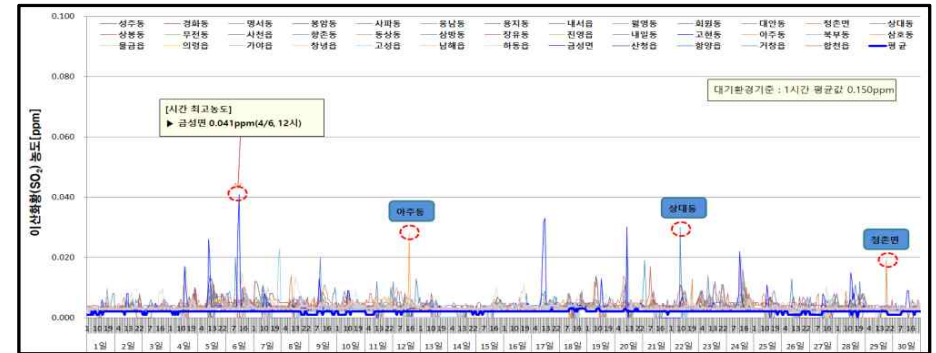 0.100
0.080
0.060
0.040
0.020
0.000
이산화황(SO₂) 농도[ppm]
성주동 경화동 명서동 봉암동 사파동 웅남동 용지동 내서읍 월영동 회원동 대안동 정촌면 상대동
상봉동 우전동 사천읍 향촌동 동상동 삼방동 장유동 진영읍 내일동 고현동 아주동 북부동 삼호동
물금읍 의령읍 가야읍 창녕읍 고성읍 남해읍 하동읍 금성면 산청읍 함양읍 거창읍 합천읍 평 균
[시간 최고농도]
▶ 금성면 0.041ppm(4/6, 12시)
대기환경기준 : 1시간 평균값 0.150ppm
아주동
상대동
정촌면
1일 2일 3일 4일 5일 6일 7일 8일 9일 10일 11일 12일 13일 14일 15일 16일 17일 18일 19일 20일 21일 22일 23일 24일 25일 26일 27일 28일 29일 30일